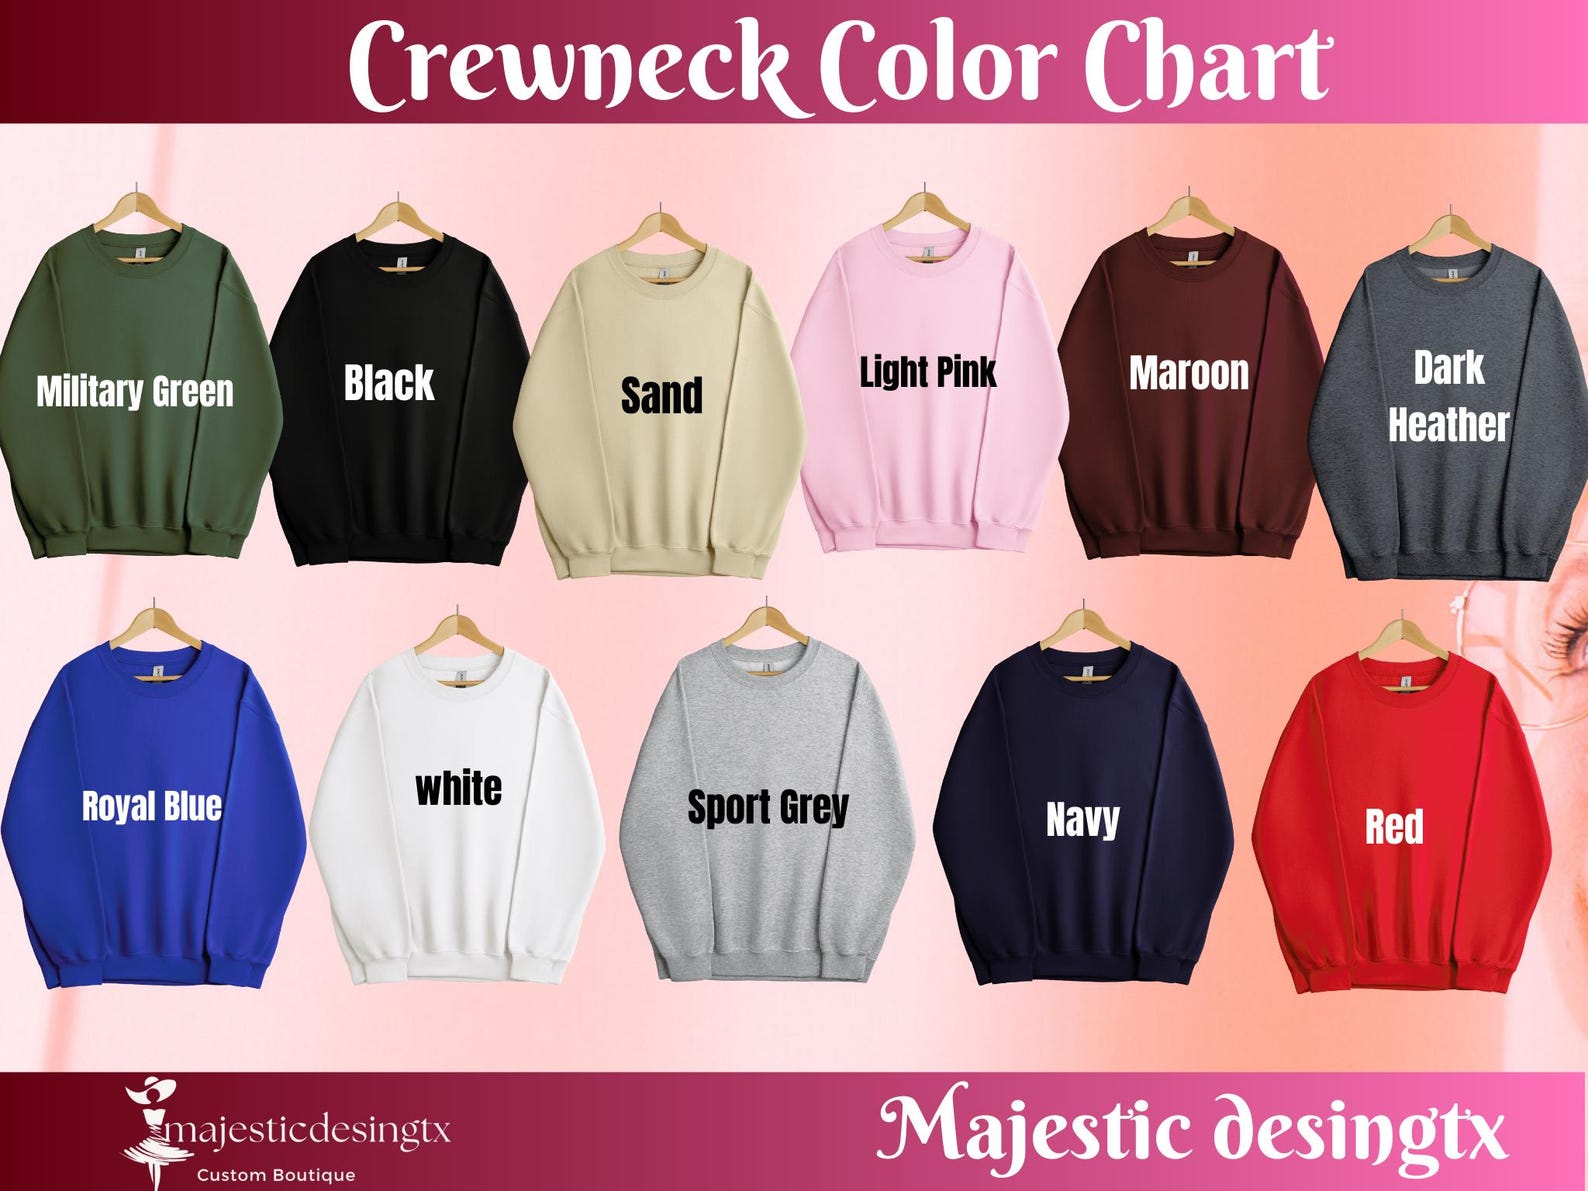 Crewneck Color Chart
Military Green
Black
Sand
Light Pink
Maroon
Dark
Heather
Royal Blue
white
Sport Grey
Navy
Red
majesticdesingtx
Custom Boutique
Majestic desingtx